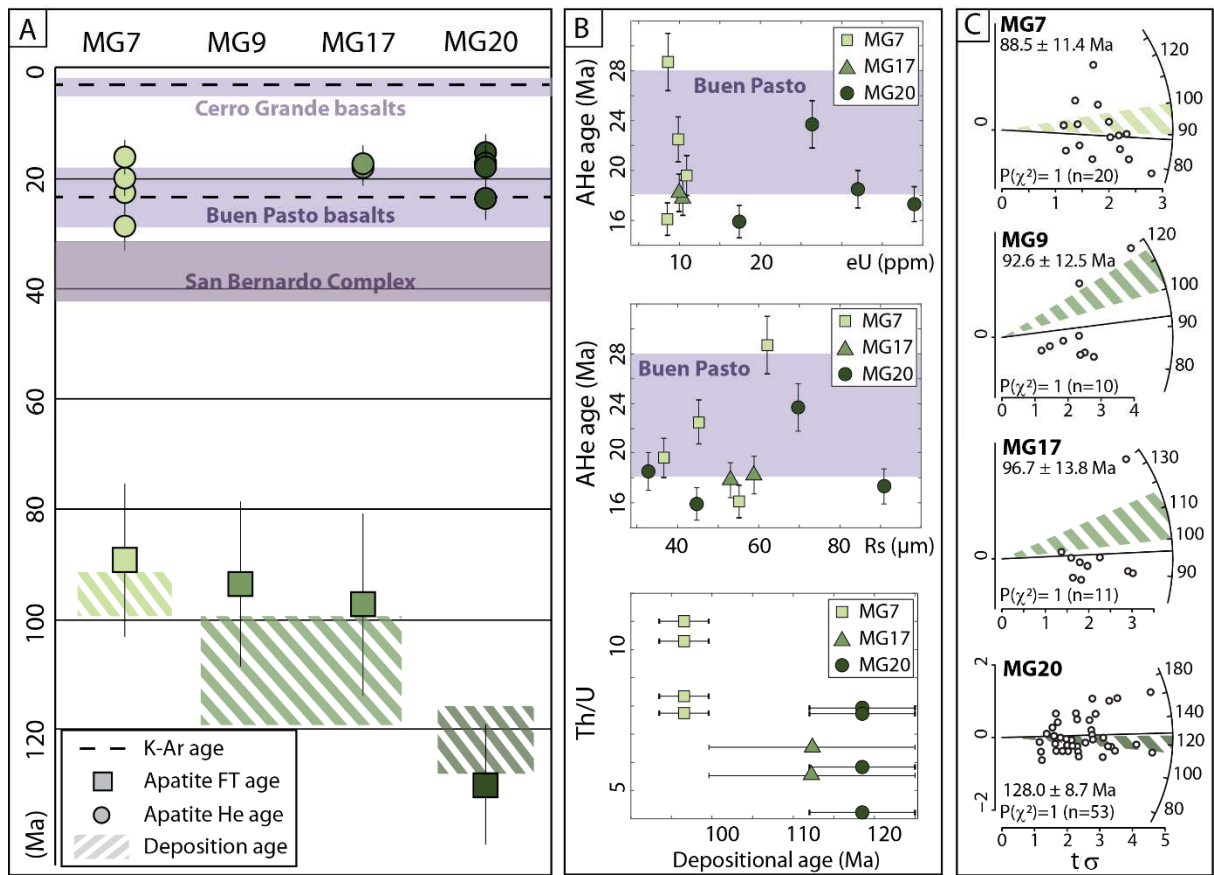 A
MG7 MG9 MG17 MG20
0
Cerro Grande basalts
20
Buen Pasto basalts
San Bernardo Complex
40
60
80
100
120
(Ma)
K-Ar age
Apatite FT age
Apatite He age
Deposition age
B
AHe age (Ma)
28
24
20
16
Buen Pasto
MG7
MG17
MG20
10 20 eU (ppm)
AHe age (Ma)
28
24
20
16
Buen Pasto
MG7
MG17
MG20
40 60 80 Rs (µm)
Th/U
10
5
MG7
MG17
MG20
100 110 120
Depositional age (Ma)
C
MG7
88.5 ± 11.4 Ma
120
100
90
80
0
P(χ²)= 1 (n=20)
0 1 2 3
MG9
92.6 ± 12.5 Ma
120
100
90
80
0
P(χ²)= 1 (n=10)
0 1 2 3 4
MG17
96.7 ± 13.8 Ma
130
110
100
90
0
P(χ²)= 1 (n=11)
0 1 2 3
MG20
2
0
−2
180
140
120
100
80
128.0 ± 8.7 Ma
P(χ²)=1 (n=53)
0 1 2 3 4 5
t σ